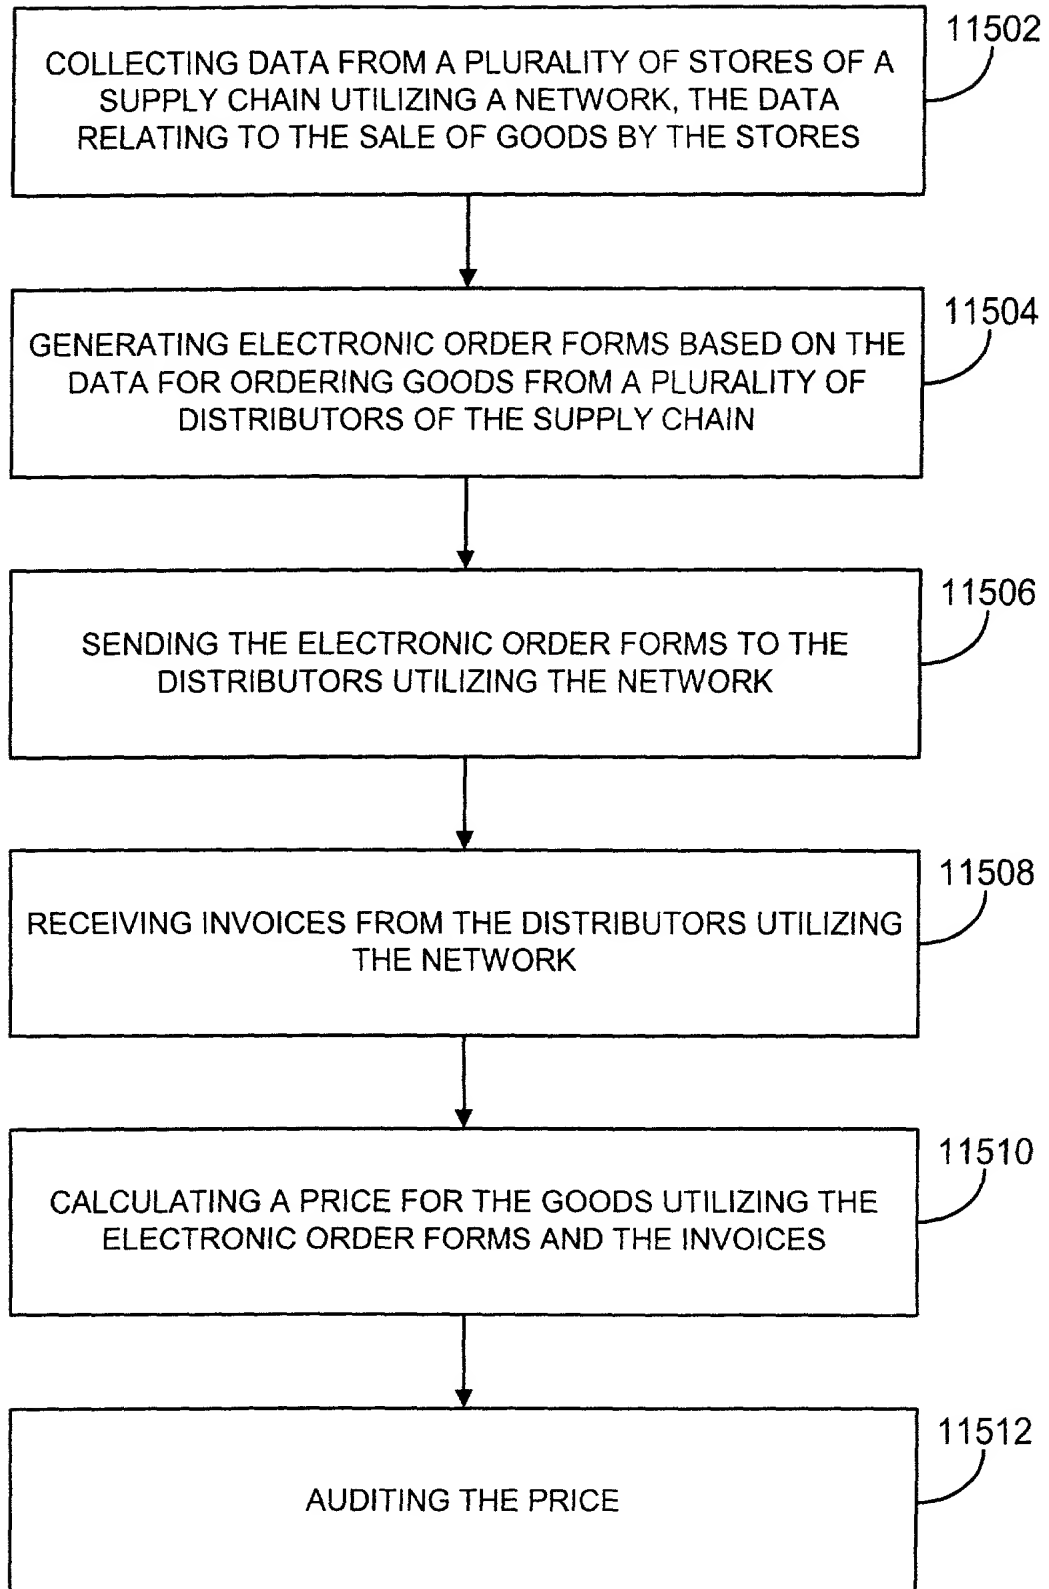 11502
COLLECTING DATA FROM A PLURALITY OF STORES OF A
SUPPLY CHAIN UTILIZING A NETWORK, THE DATA
RELATING TO THE SALE OF GOODS BY THE STORES
11504
GENERATING ELECTRONIC ORDER FORMS BASED ON THE
DATA FOR ORDERING GOODS FROM A PLURALITY OF
DISTRIBUTORS OF THE SUPPLY CHAIN
11506
SENDING THE ELECTRONIC ORDER FORMS TO THE
DISTRIBUTORS UTILIZING THE NETWORK
11508
RECEIVING INVOICES FROM THE DISTRIBUTORS UTILIZING
THE NETWORK
11510
CALCULATING A PRICE FOR THE GOODS UTILIZING THE
ELECTRONIC ORDER FORMS AND THE INVOICES
11512
AUDITING THE PRICE